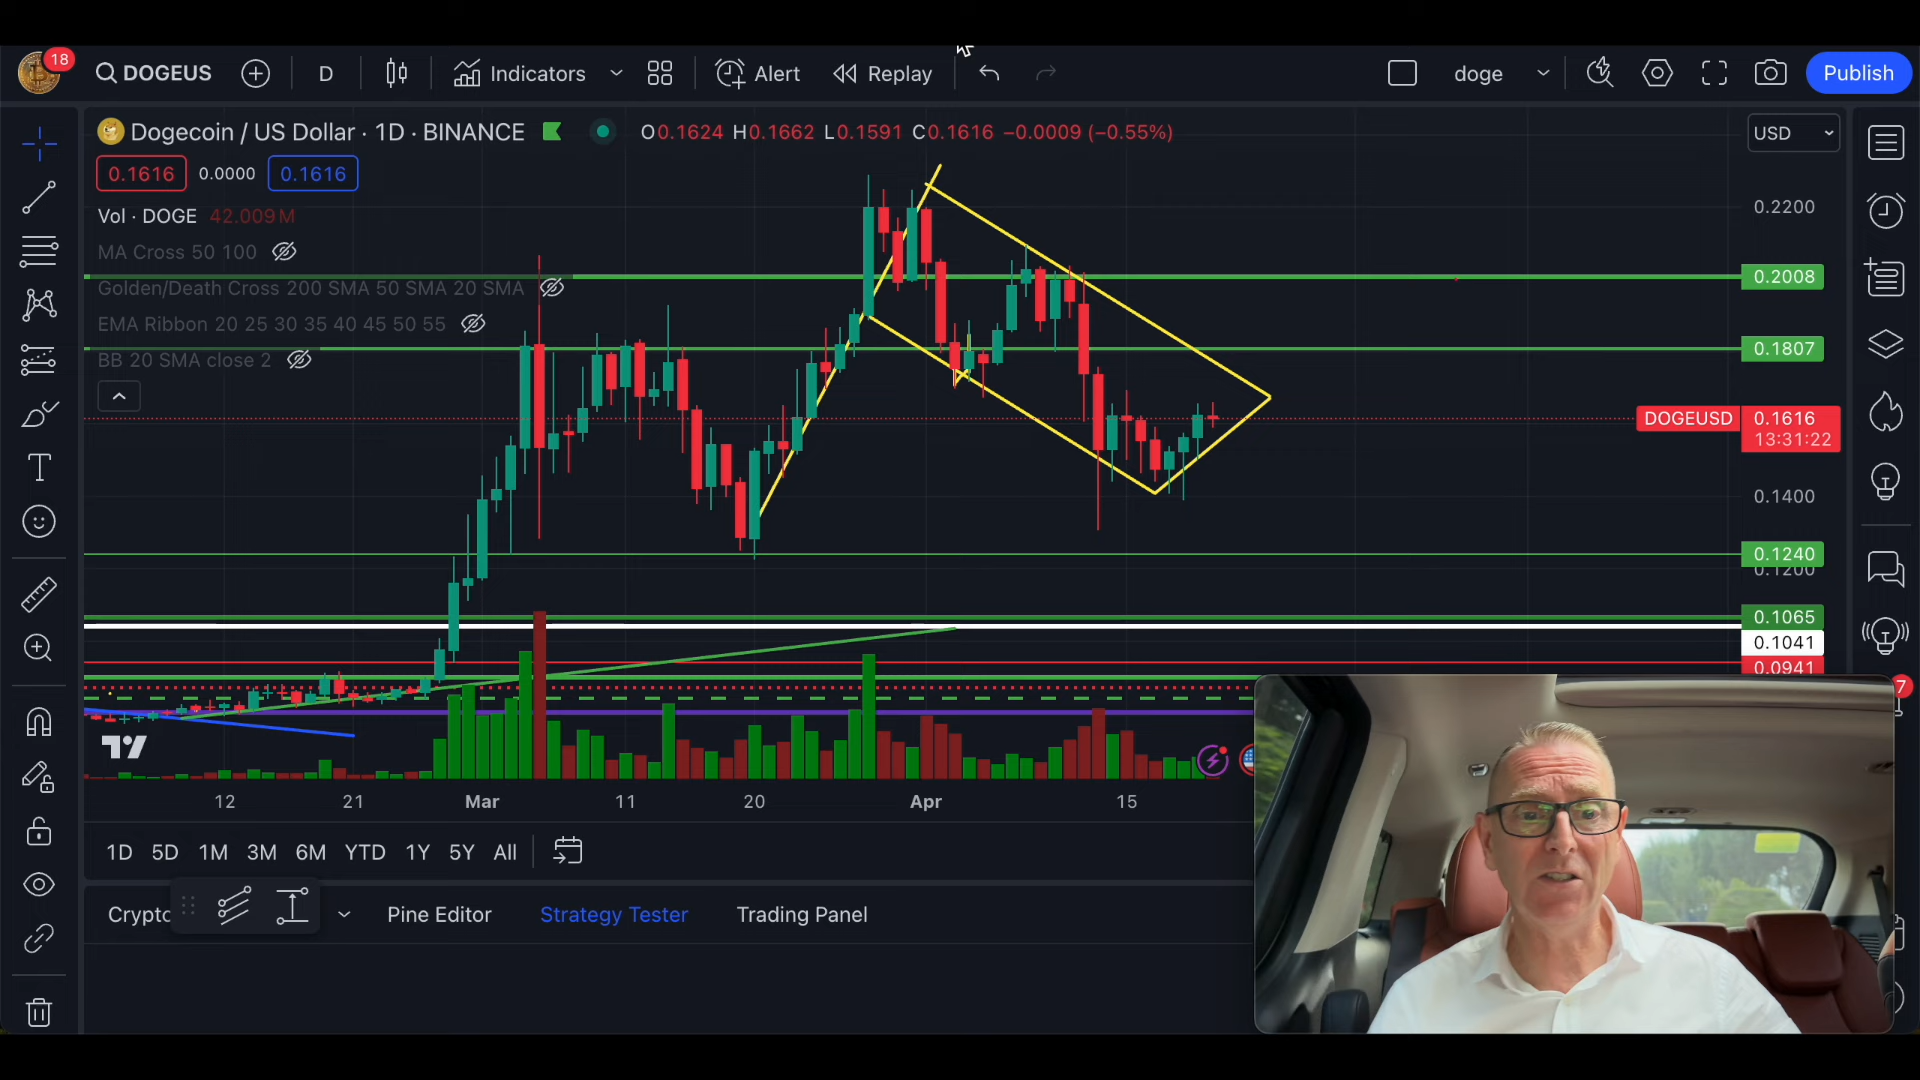 18
DOGEUS
D
Indicators
Alert
Replay
doge
Publish
Dogecoin / US Dollar · 1D · BINANCE
O0.1624 H0.1662 L0.1591 C0.1616 −0.0009 (−0.55%)
USD
0.1616
0.0000
0.1616
Vol · DOGE 42.009M
MA Cross 50 100
Golden/Death Cross 200 SMA 50 SMA 20 SMA
EMA Ribbon 20 25 30 35 40 45 50 55
BB 20 SMA close 2
0.2200
0.2008
0.1807
DOGEUSD
0.1616
13:31:22
0.1400
0.1240
0.1200
0.1065
0.1041
0.0941
7
12
21
Mar
11
20
Apr
15
1D
5D
1M
3M
6M
YTD
1Y
5Y
All
Crypto
Pine Editor
Strategy Tester
Trading Panel